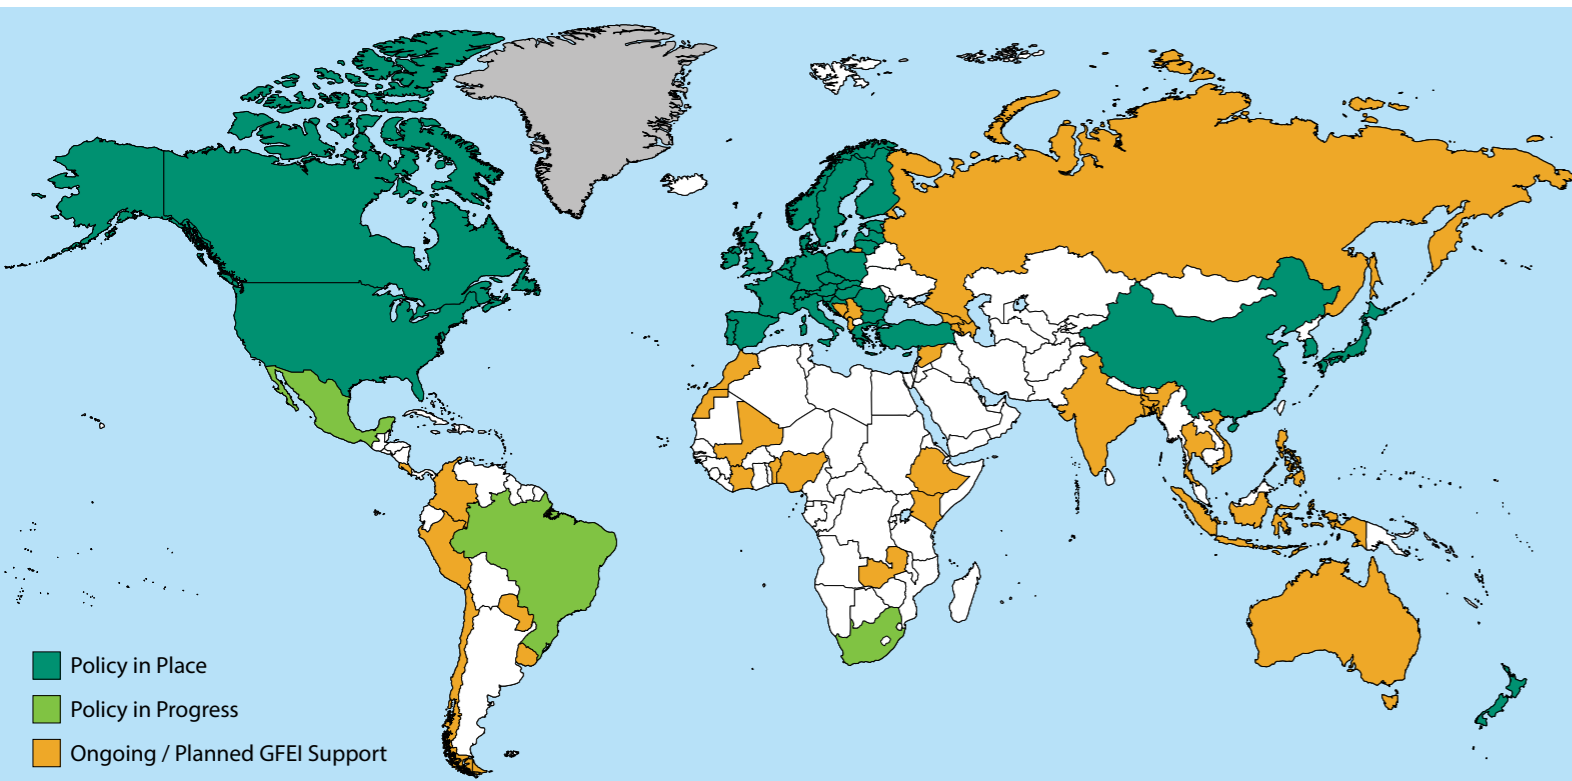 Policy in Place
Policy in Progress
Ongoing / Planned GFEI Support